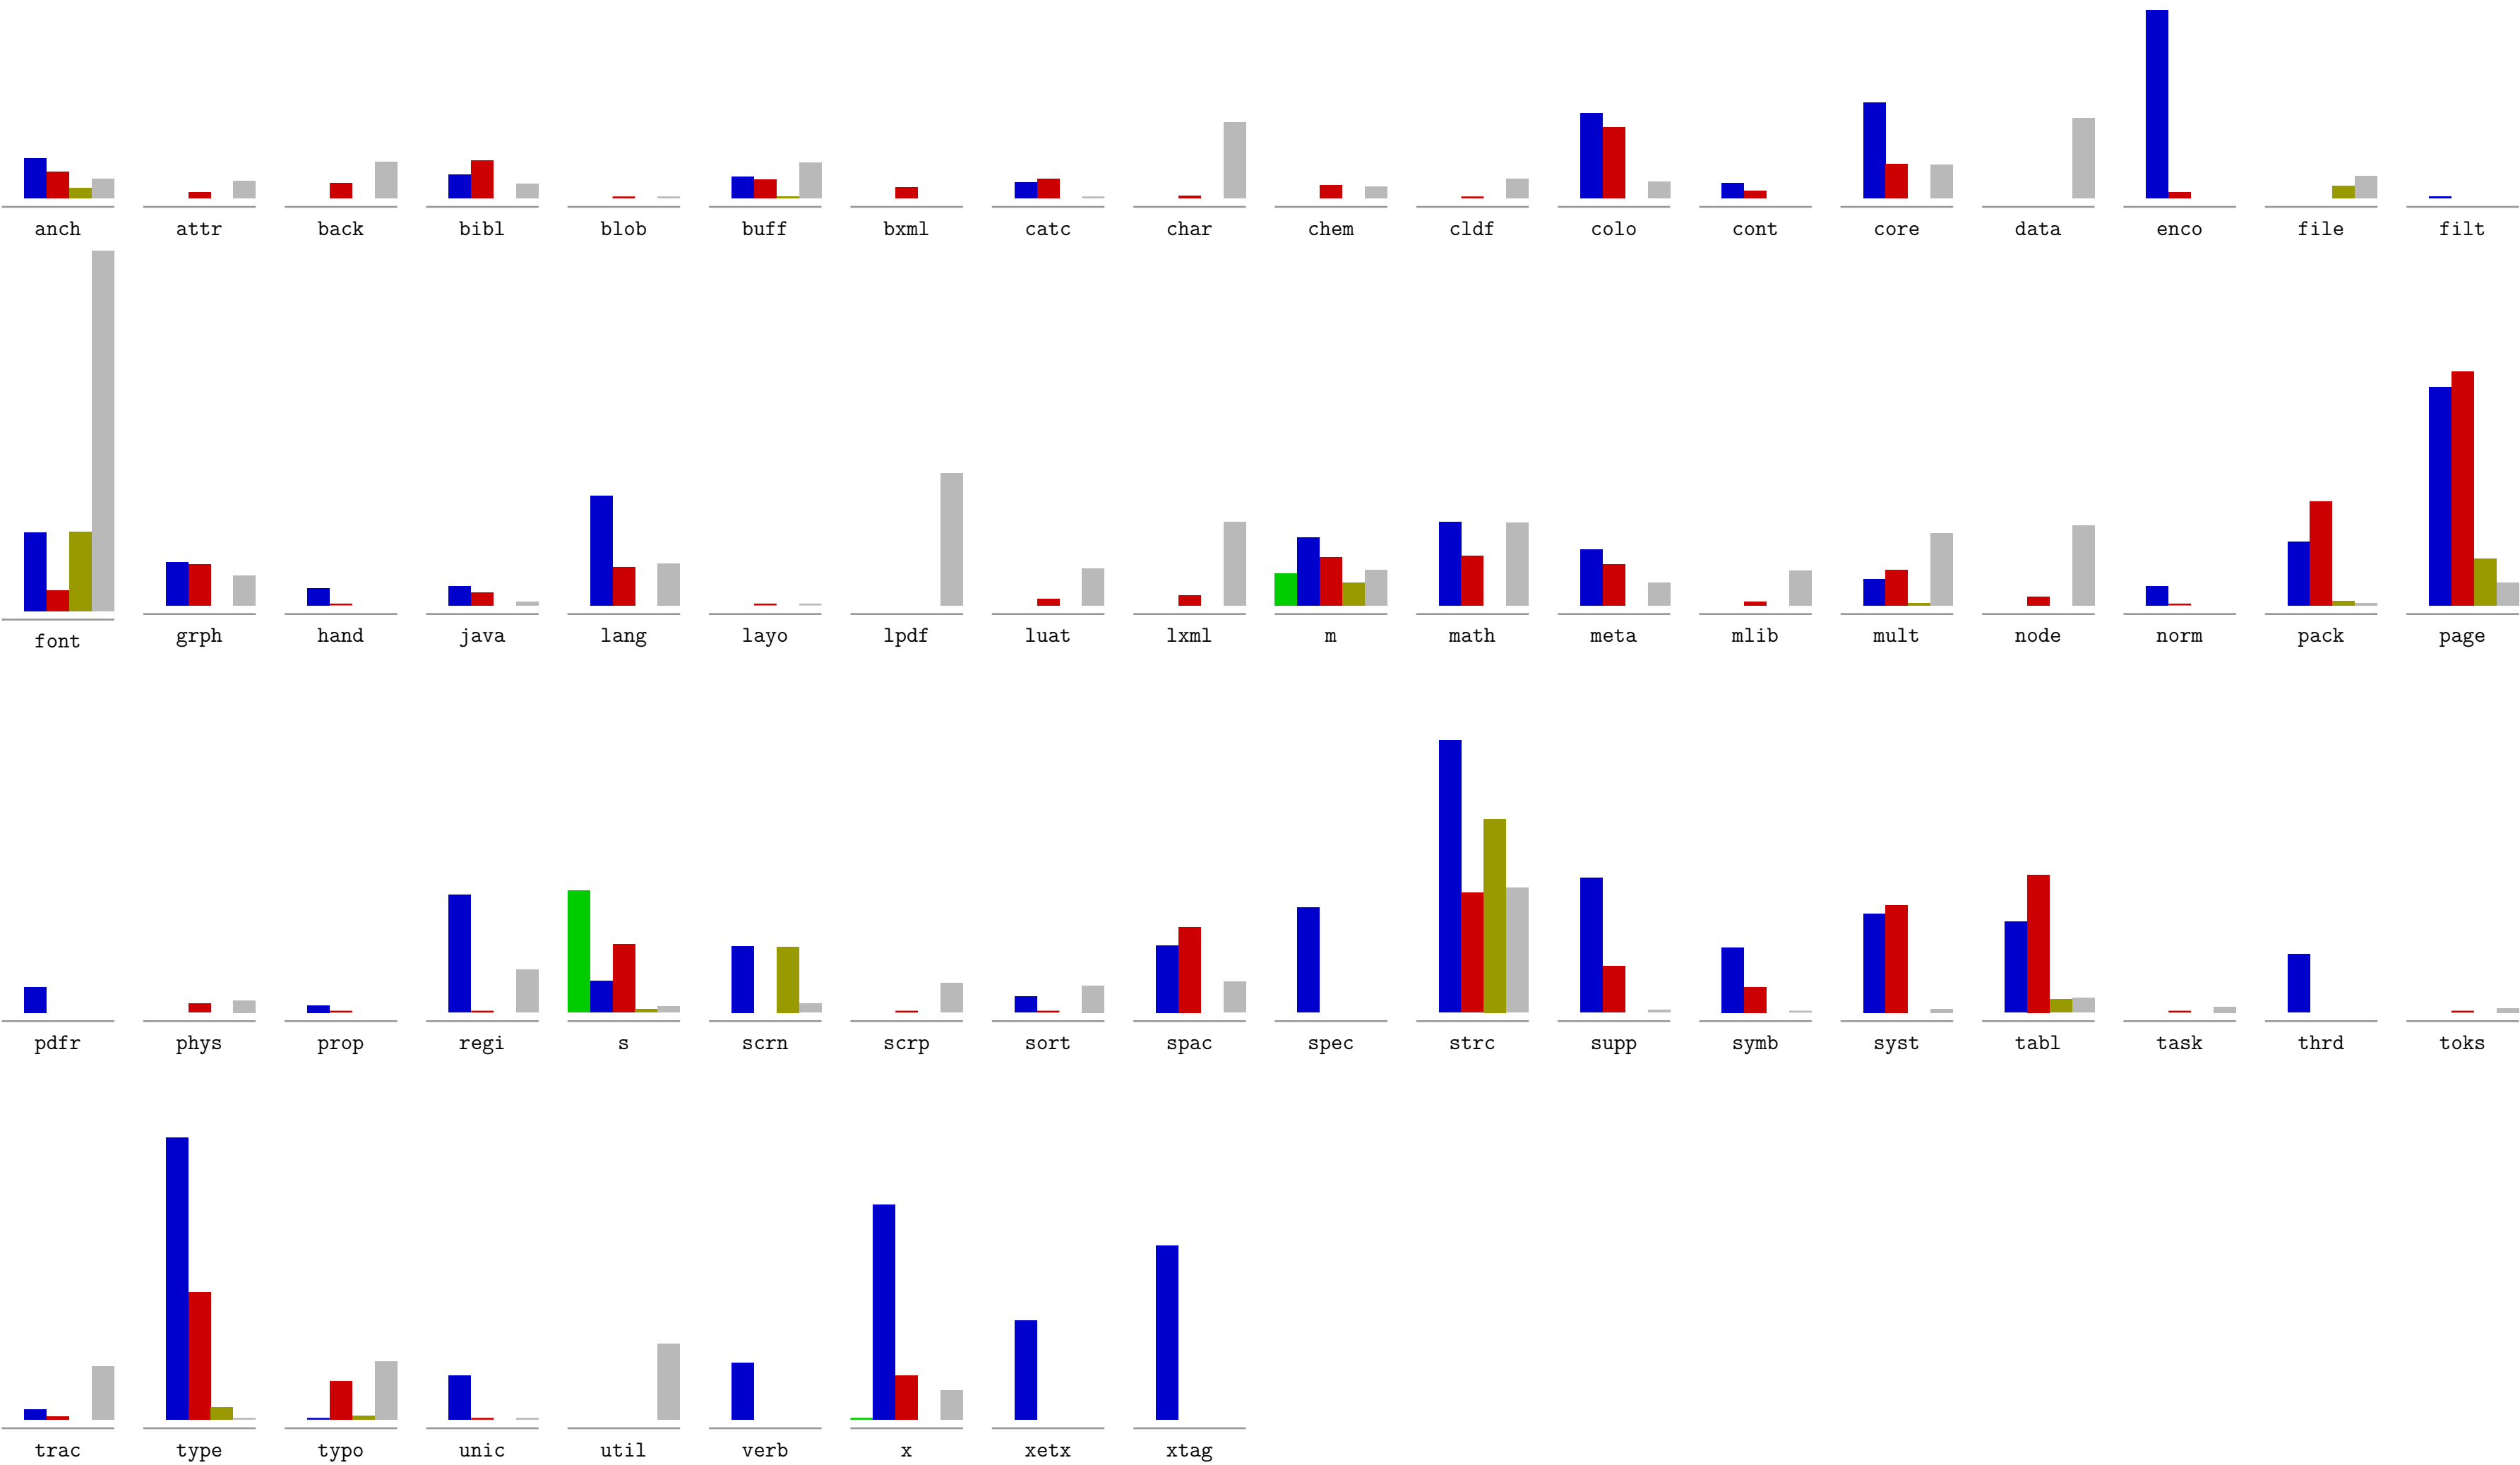 anch attr back bibl blob buff bxml catc char chem cldf colo cont core data enco file filt
font grph hand java lang layo lpdf luat lxml m math meta mlib mult node norm pack page
pdfr phys prop regi s scrn scrp sort spac spec strc supp symb syst tabl task thrd toks
trac type typo unic util verb x xetx xtag